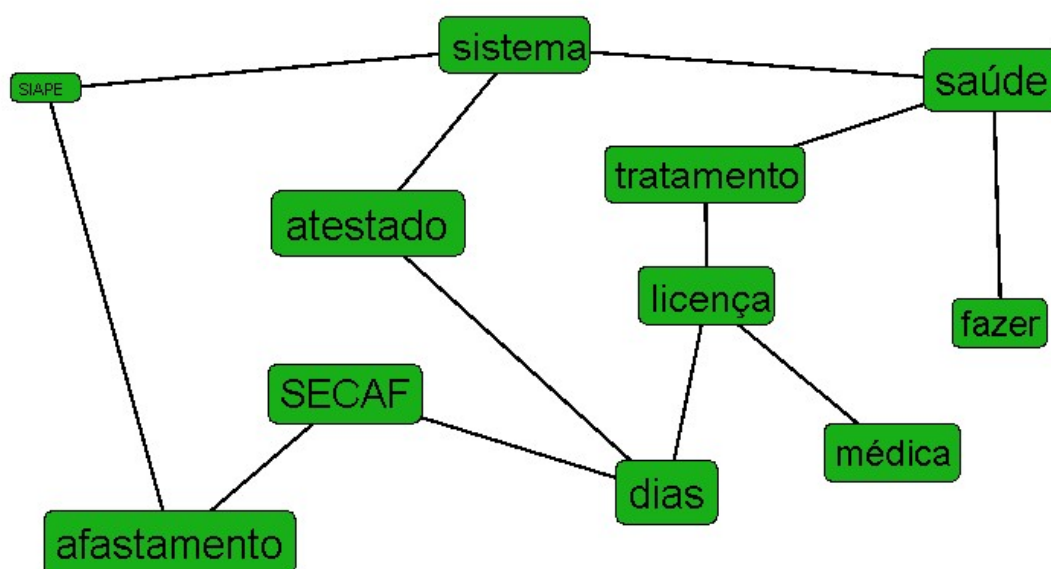 sistema
SIAPE
saúde
tratamento
atestado
licença
fazer
SECAF
médica
dias
afastamento